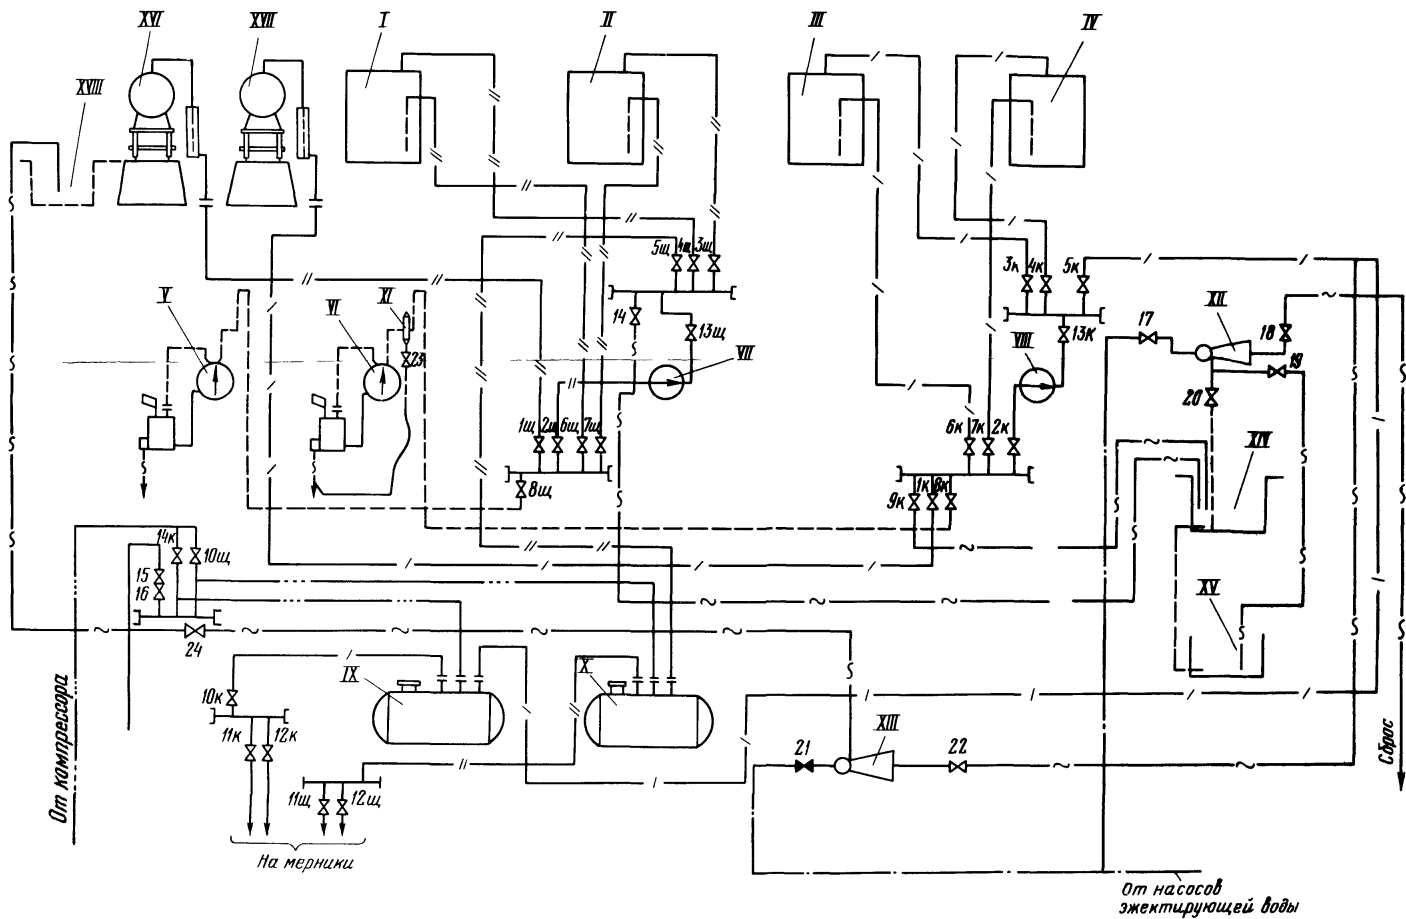 XVI XVII I II III IV
XVIII
5щ 4щ 3щ
3к 4к 5к
V VI XI 14 13щ VII
VIII 13к 17 XII 18
23 19
20
1щ 2щ 6щ 7щ
6к 7к 2к
XIV
8щ
9к 1к 8к
14к 10щ
15
16
XV
24
IX X
10к
11к 12к
XIII
21 22
11щ 12щ
От кампрессора
Сброс
На мерники
От насосов
эжектирующей воды